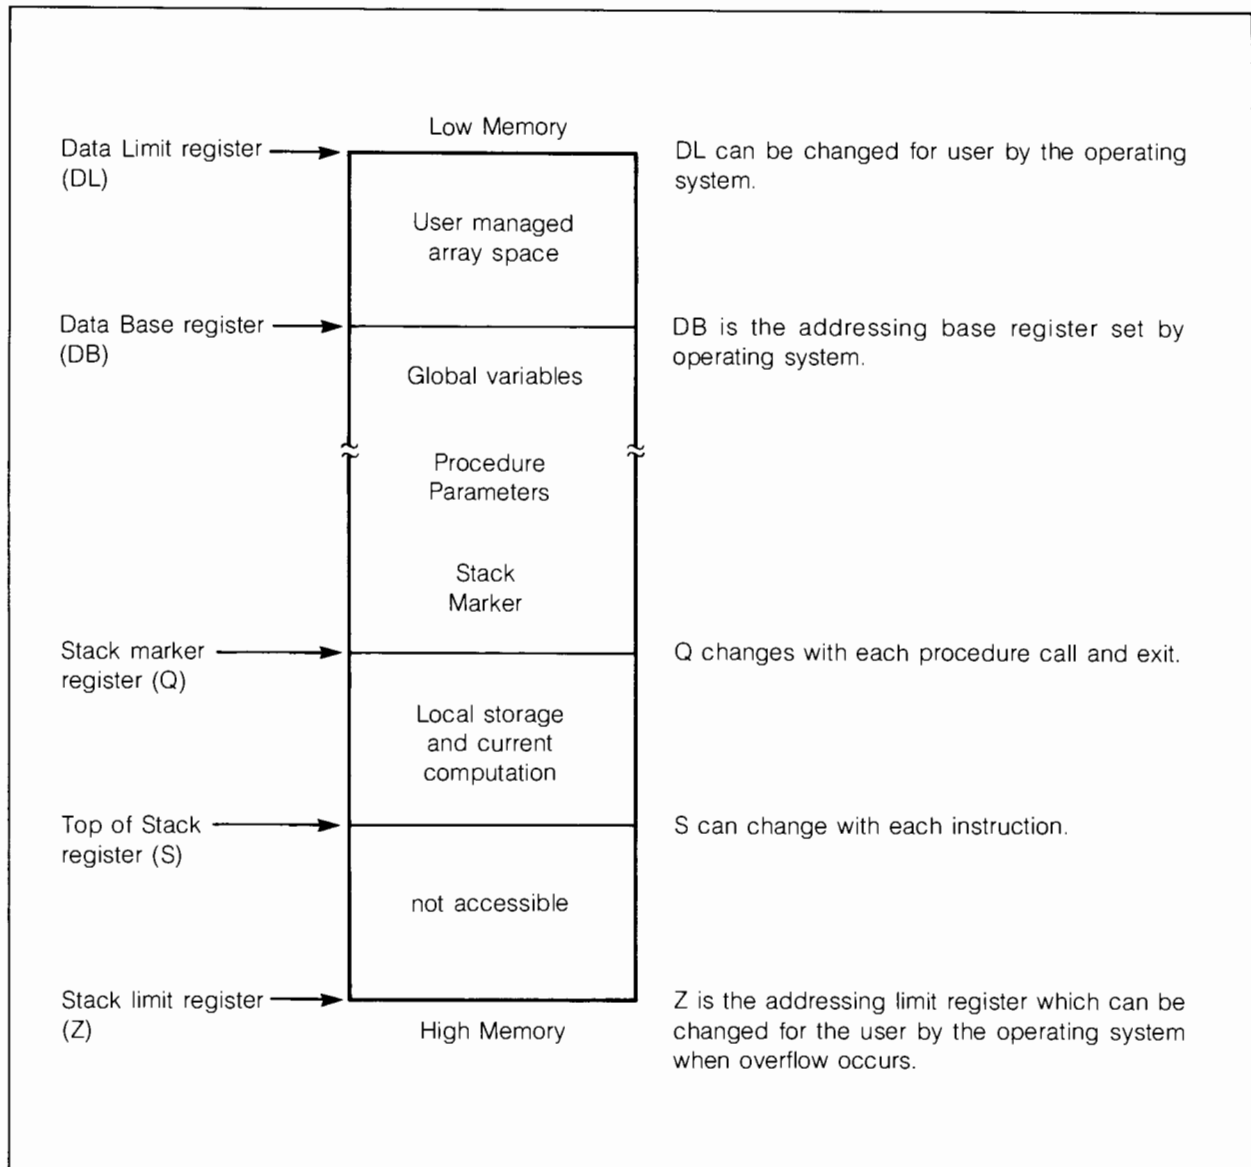 Low Memory
Data Limit register
(DL)
DL can be changed for user by the operating
system.
User managed
array space
Data Base register
(DB)
DB is the addressing base register set by
operating system.
Global variables
Procedure
Parameters
Stack
Marker
Stack marker
register (Q)
Q changes with each procedure call and exit.
Local storage
and current
computation
Top of Stack
register (S)
S can change with each instruction.
not accessible
Stack limit register
(Z)
Z is the addressing limit register which can be
changed for the user by the operating system
when overflow occurs.
High Memory